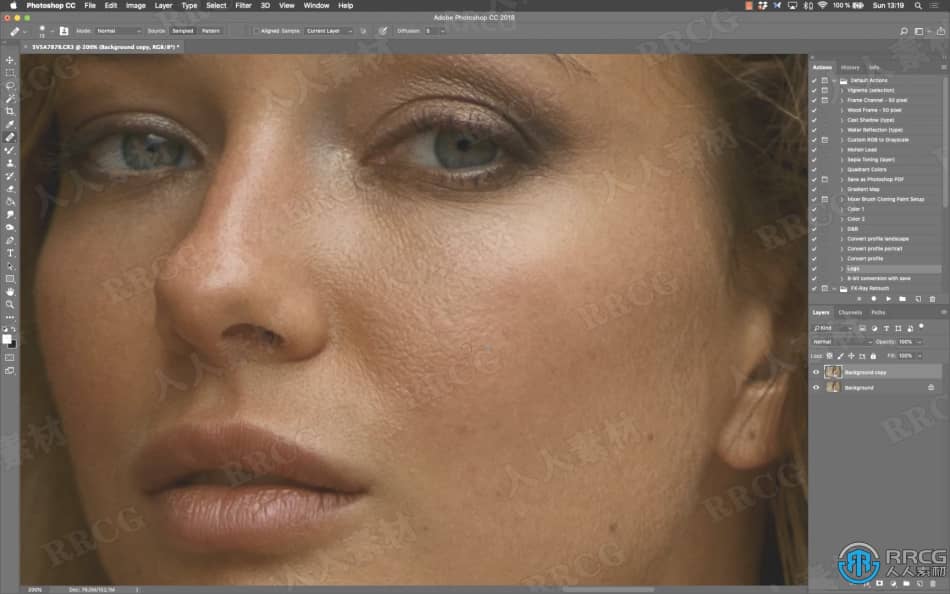 Photoshop CC File Edit Image Layer Type Select Filter 3D View Window Help
100 % Sun 13:19
Adobe Photoshop CC 2018
Mode: Normal Source: Sampled Pattern Aligned Sample: Current Layer Diffusion: 5
5V5A7878.CR3 @ 200% (Background copy, RGB/8*) *
Actions History Info
Default Actions
Vignette (selection)
Frame Channel - 50 pixel
Wood Frame - 50 pixel
Cast Shadow (type)
Water Reflection (type)
Custom RGB to Grayscale
Molten Lead
Sepia Toning (layer)
Quadrant Colors
Save as Photoshop PDF
Gradient Map
Mixer Brush Cloning Paint Setup
Color 1
Color 2
D&B
Convert profile landscape
Convert profile portrait
Convert profile
Logo
8-bit conversion with save
FX-Ray Retouch
Layers Channels Paths
Kind
Normal Opacity: 100%
Lock: Fill: 100%
Background copy
Background
200%
RRCG
人人素材